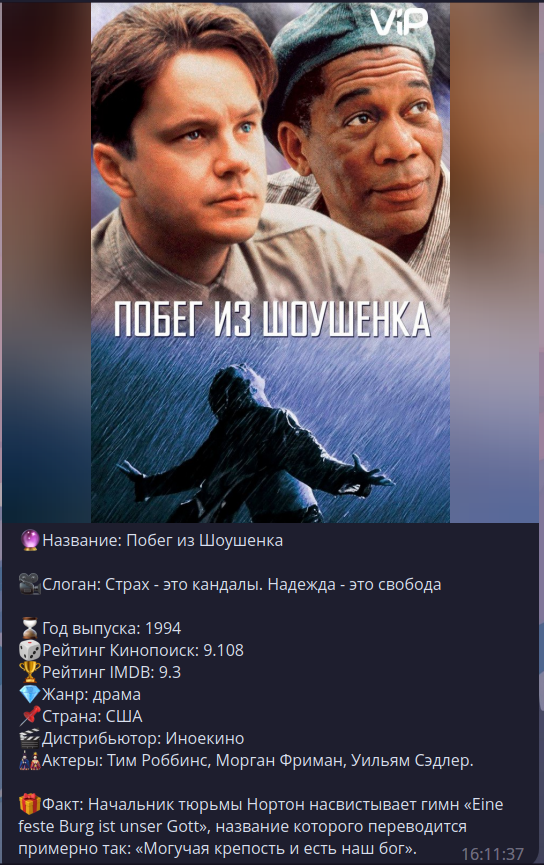 ViP
ПОБЕГ ИЗ ШОУШЕНКА
Название: Побег из Шоушенка
Слоган: Страх - это кандалы. Надежда - это свобода
Год выпуска: 1994
Рейтинг Кинопоиск: 9.108
Рейтинг IMDB: 9.3
Жанр: драма
Страна: США
Дистрибьютор: Иноекино
Актеры: Тим Роббинс, Морган Фриман, Уильям Сэдлер.
Факт: Начальник тюрьмы Нортон насвистывает гимн «Eine
feste Burg ist unser Gott», название которого переводится
примерно так: «Могучая крепость и есть наш бог».
16:11:37